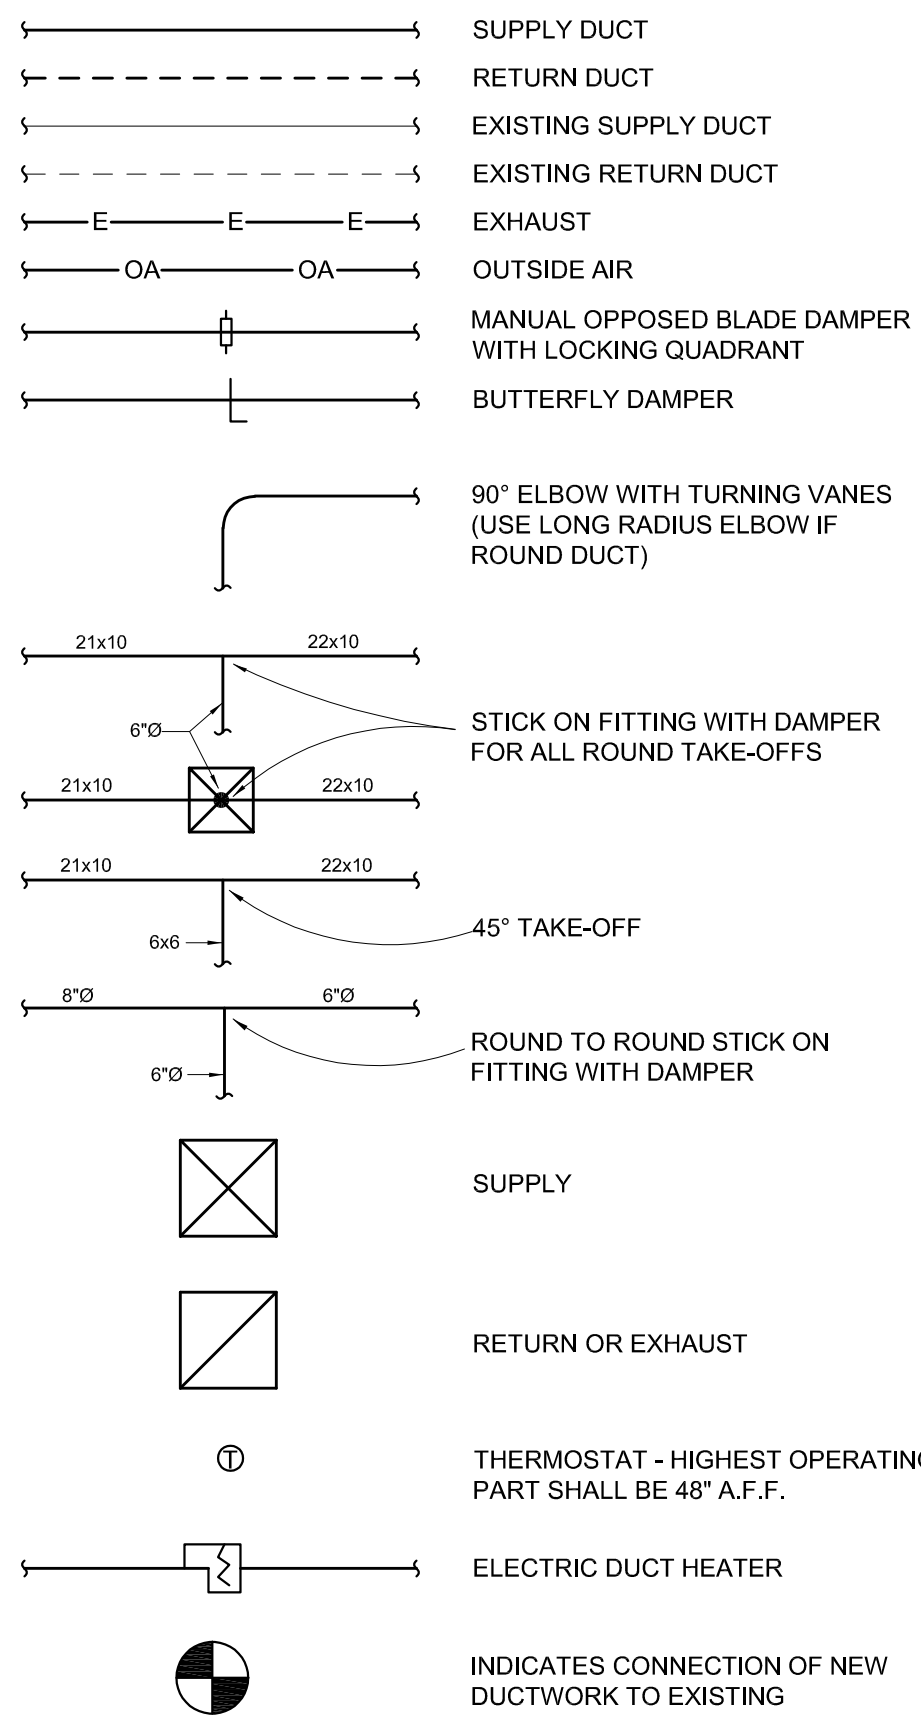 SUPPLY DUCT
RETURN DUCT
EXISTING SUPPLY DUCT
EXISTING RETURN DUCT
E E E EXHAUST
OA OA OUTSIDE AIR
MANUAL OPPOSED BLADE DAMPER
WITH LOCKING QUADRANT
BUTTERFLY DAMPER
90° ELBOW WITH TURNING VANES
(USE LONG RADIUS ELBOW IF
ROUND DUCT)
21x10 22x10
6"Ø
STICK ON FITTING WITH DAMPER
FOR ALL ROUND TAKE-OFFS
21x10 22x10
21x10 22x10
45° TAKE-OFF
6x6
8"Ø 6"Ø
ROUND TO ROUND STICK ON
FITTING WITH DAMPER
6"Ø
SUPPLY
RETURN OR EXHAUST
T THERMOSTAT - HIGHEST OPERATING
PART SHALL BE 48" A.F.F.
ELECTRIC DUCT HEATER
INDICATES CONNECTION OF NEW
DUCTWORK TO EXISTING